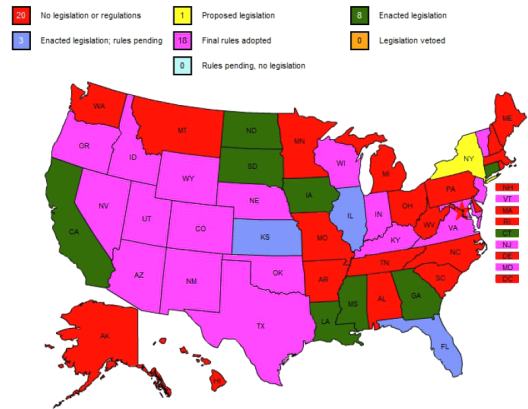 20 No legislation or regulations
1 Proposed legislation
8 Enacted legislation
3 Enacted legislation; rules pending
18 Final rules adopted
0 Legislation vetoed
0 Rules pending, no legislation
WA
ME
MT
ND
MN
OR
ID
WI
NY
SD
MI
WY
NH
IA
PA
NE
VT
OH
NV
IL
IN
MA
UT
WV
RI
CO
VA
CA
KS
MO
KY
CT
NC
NJ
TN
DE
OK
AZ
NM
AR
SC
MD
DC
MS
AL
GA
TX
LA
AK
FL
HI